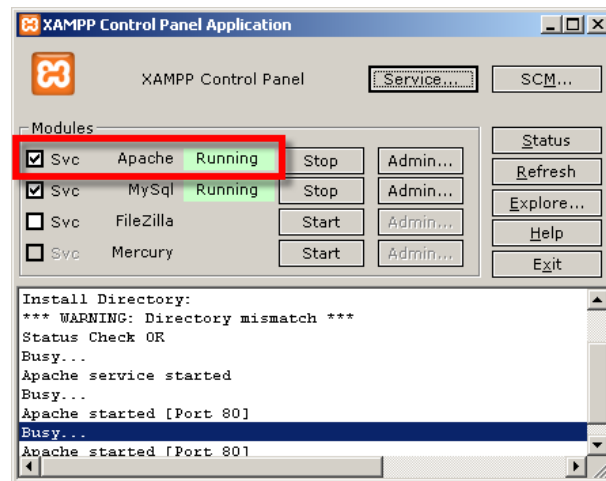 XAMPP Control Panel Application
XAMPP Control Panel Service... SCM...
Modules
Svc Apache Running Stop Admin...
Svc MySql Running Stop Admin...
Svc FileZilla Start Admin...
Svc Mercury Start Admin...
Status
Refresh
Explore...
Help
Exit
Install Directory:
*** WARNING: Directory mismatch ***
Status Check OK
Busy...
Apache service started
Busy...
Apache started [Port 80]
Busy...
Apache started [Port 80]